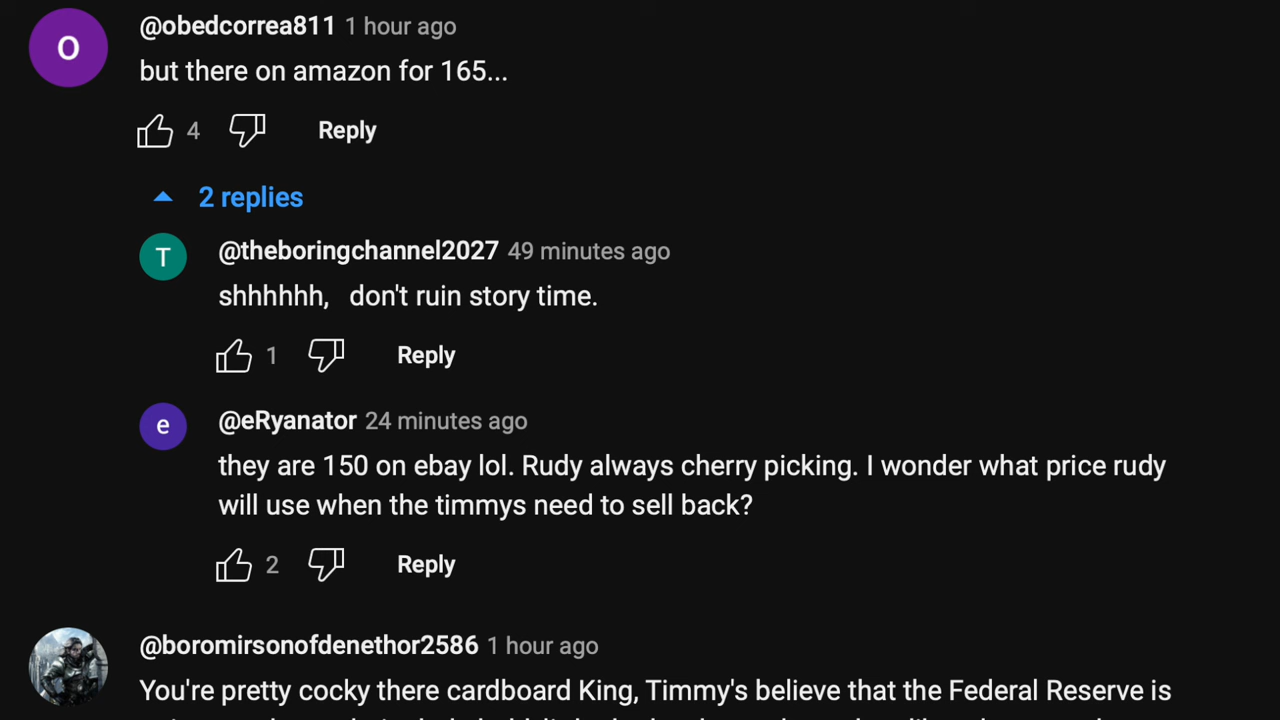 O
@obedcorrea811 1 hour ago
but there on amazon for 165...
4 Reply
2 replies
T
@theboringchannel2027 49 minutes ago
shhhhhh, don't ruin story time.
1 Reply
e
@eRyanator 24 minutes ago
they are 150 on ebay lol. Rudy always cherry picking. I wonder what price rudy
will use when the timmys need to sell back?
2 Reply
@boromirsonofdenethor2586 1 hour ago
You're pretty cocky there cardboard King, Timmy's believe that the Federal Reserve is